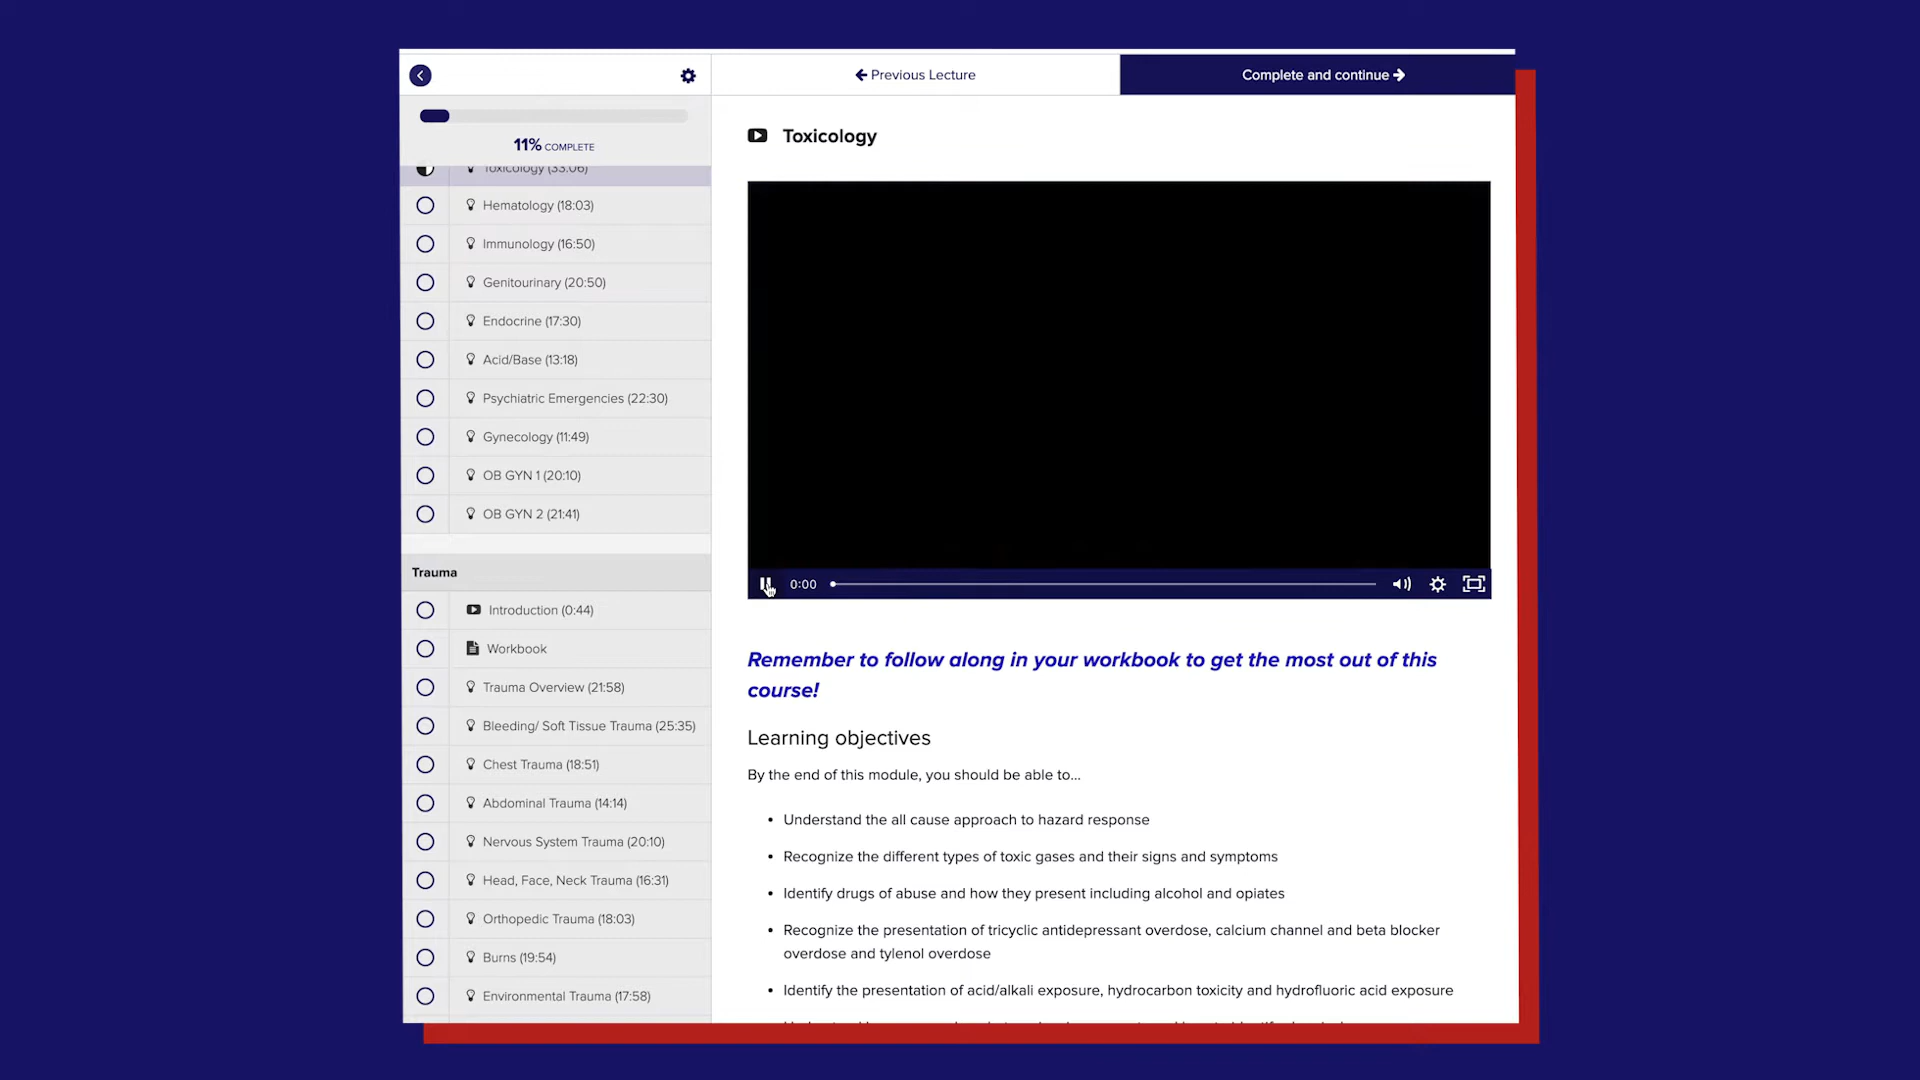 Previous Lecture
Complete and continue
11% COMPLETE
Toxicology (33:06)
Hematology (18:03)
Immunology (16:50)
Genitourinary (20:50)
Endocrine (17:30)
Acid/Base (13:18)
Psychiatric Emergencies (22:30)
Gynecology (11:49)
OB GYN 1 (20:10)
OB GYN 2 (21:41)
Trauma
Introduction (0:44)
Workbook
Trauma Overview (21:58)
Bleeding/ Soft Tissue Trauma (25:35)
Chest Trauma (18:51)
Abdominal Trauma (14:14)
Nervous System Trauma (20:10)
Head, Face, Neck Trauma (16:31)
Orthopedic Trauma (18:03)
Burns (19:54)
Environmental Trauma (17:58)
Toxicology
0:00
Remember to follow along in your workbook to get the most out of this
course!
Learning objectives
By the end of this module, you should be able to...
• Understand the all cause approach to hazard response
• Recognize the different types of toxic gases and their signs and symptoms
• Identify drugs of abuse and how they present including alcohol and opiates
• Recognize the presentation of tricyclic antidepressant overdose, calcium channel and beta blocker
overdose and tylenol overdose
• Identify the presentation of acid/alkali exposure, hydrocarbon toxicity and hydrofluoric acid exposure